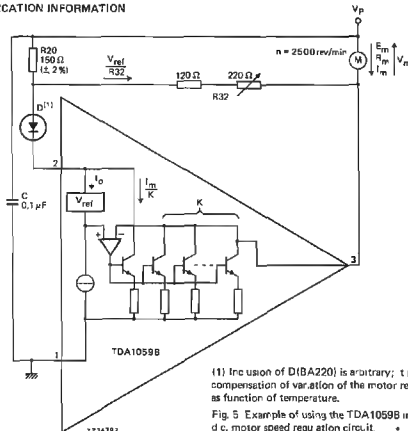 CATION INFORMATION
Vp
R20
150 Ω
(± 2%)
Vref
R32
n = 2500 rev/min
M
Em
Rm
Im
120 Ω
220 Ω
R32
D(1)
2
Io
Im
K
Vref
K
C
0,1 µF
+
−
3
TDA1059B
1
(1) Inclusion of D(BA220) is arbitrary;
compensation of variation of the motor re
as function of temperature.
Fig. 5 Example of using the TDA1059B in
d.c. motor speed regulation circuit.